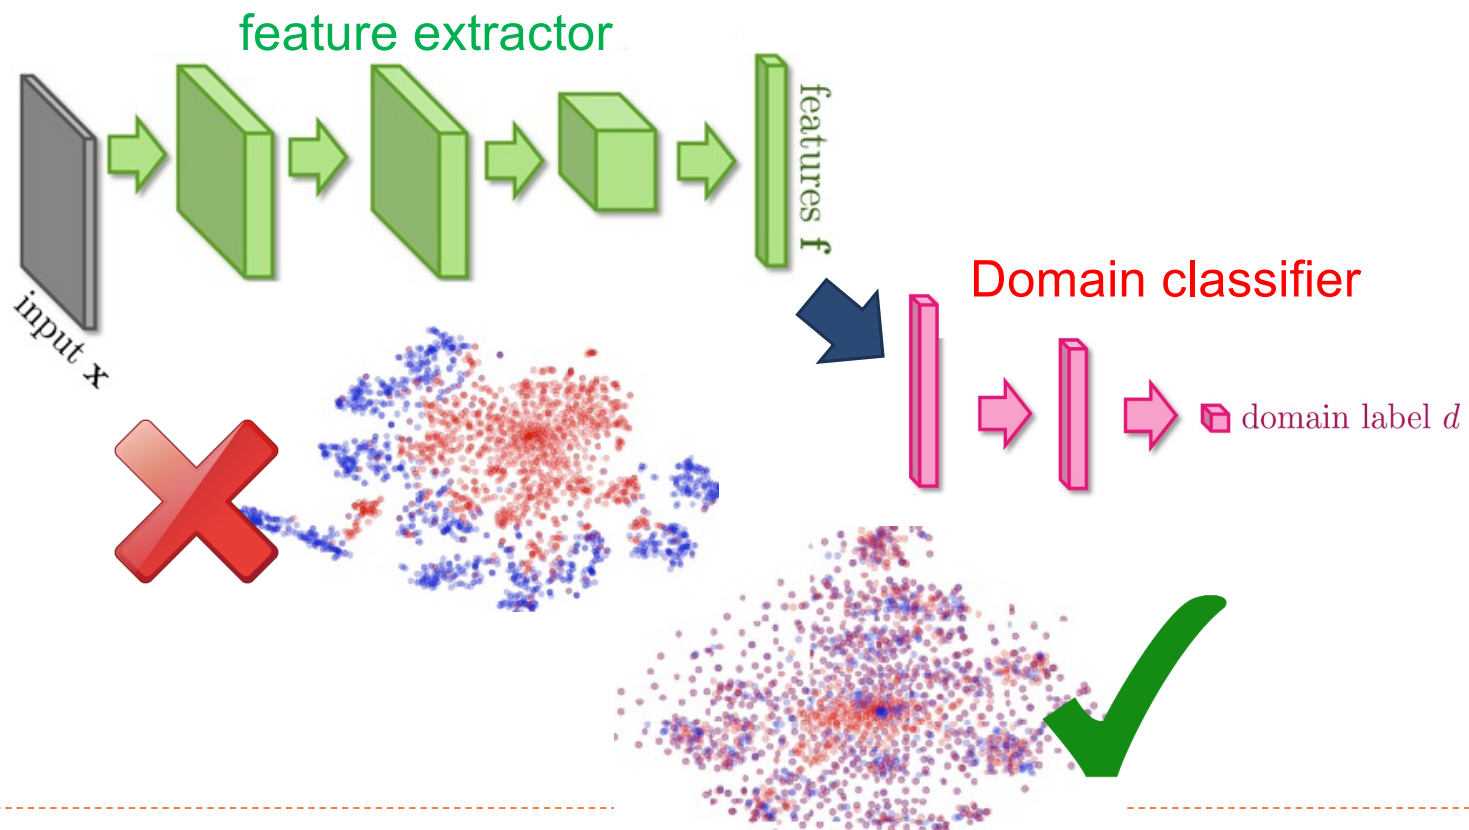 feature extractor
input x
features f
Domain classifier
domain label d